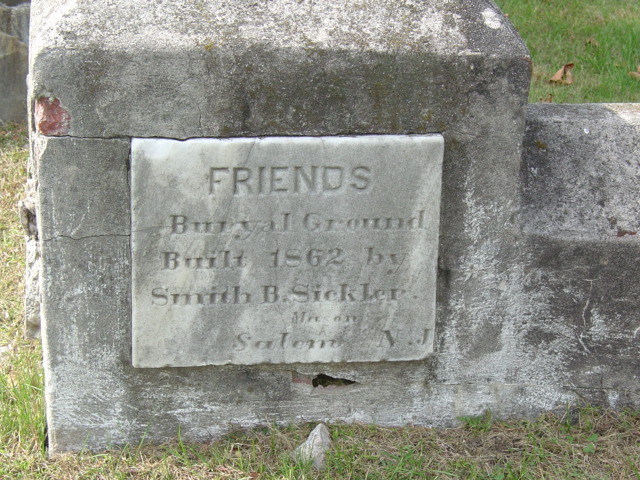 FRIENDS
Buryal Ground
Built 1862 by
Smith B. Sickler.
Mason
Salem N.J